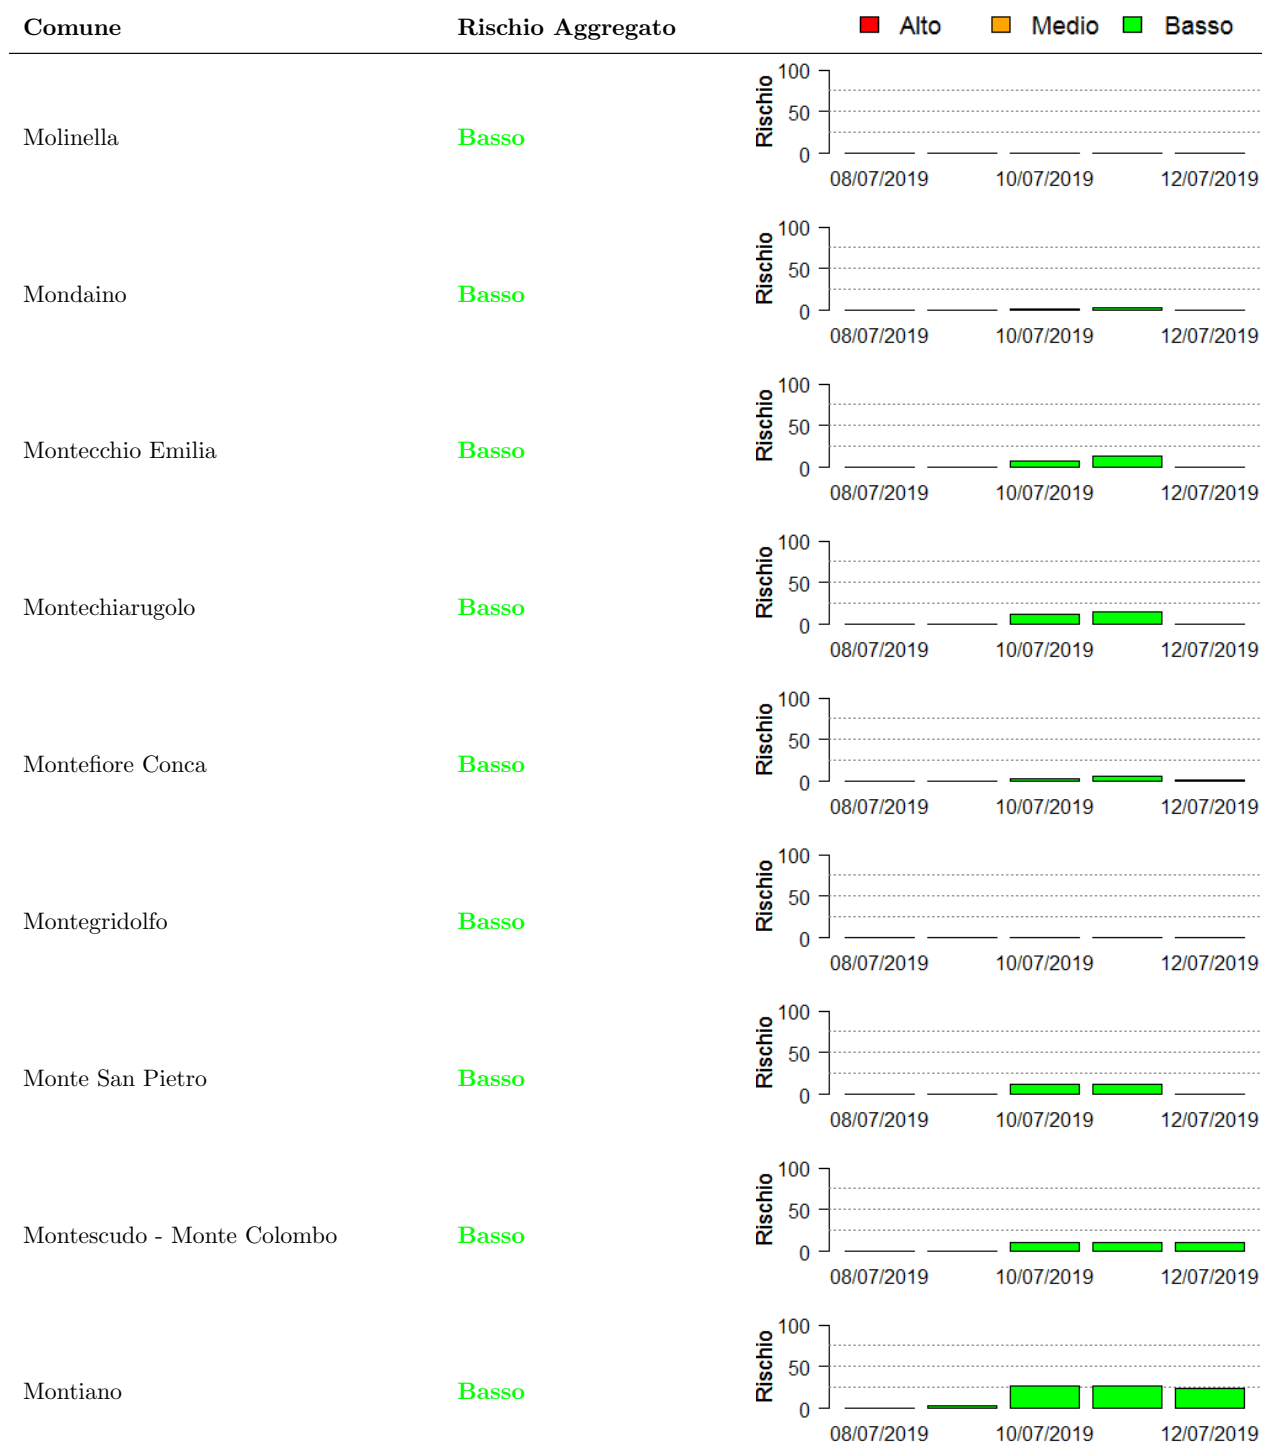 Comune Rischio Aggregato Alto Medio Basso
Molinella Basso
Rischio
100
50
0
08/07/2019 10/07/2019 12/07/2019
Mondaino Basso
Rischio
100
50
0
08/07/2019 10/07/2019 12/07/2019
Montecchio Emilia Basso
Rischio
100
50
0
08/07/2019 10/07/2019 12/07/2019
Montechiarugolo Basso
Rischio
100
50
0
08/07/2019 10/07/2019 12/07/2019
Montefiore Conca Basso
Rischio
100
50
0
08/07/2019 10/07/2019 12/07/2019
Montegridolfo Basso
Rischio
100
50
0
08/07/2019 10/07/2019 12/07/2019
Monte San Pietro Basso
Rischio
100
50
0
08/07/2019 10/07/2019 12/07/2019
Montescudo - Monte Colombo Basso
Rischio
100
50
0
08/07/2019 10/07/2019 12/07/2019
Montiano Basso
Rischio
100
50
0
08/07/2019 10/07/2019 12/07/2019